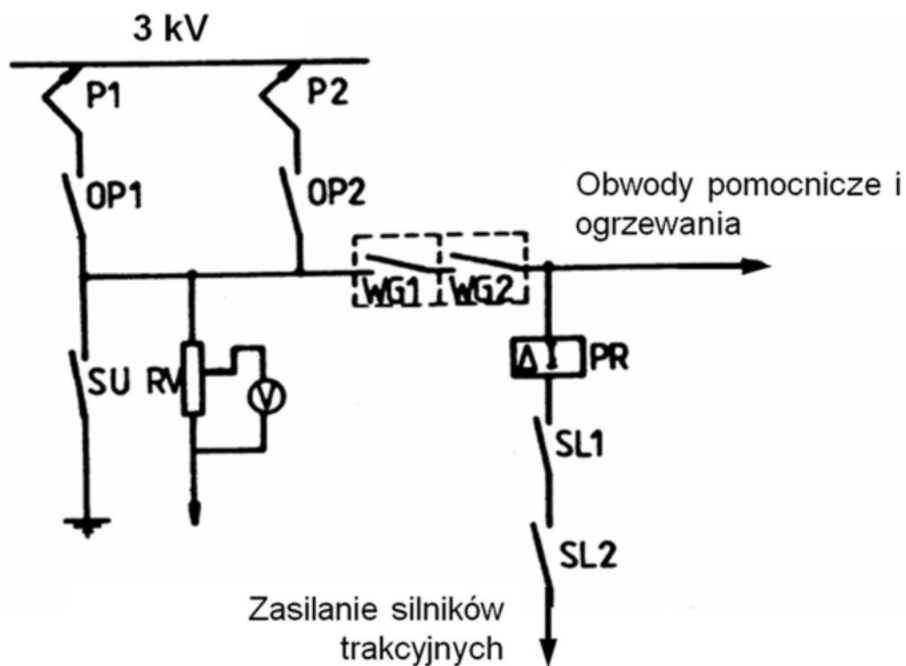 3 kV
P1
P2
OP1
OP2
Obwody pomocnicze i
ogrzewania
WG1
WG2
SU
RV
V
Δ I
PR
SL1
SL2
Zasilanie silników
trakcyjnych